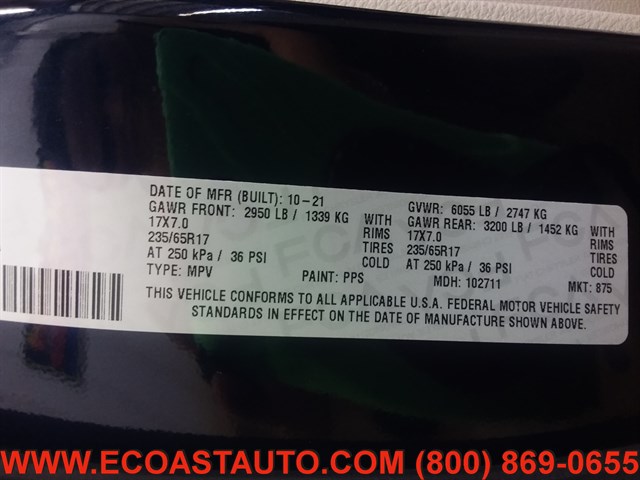 DATE OF MFR (BUILT): 10-21 GVWR: 6055 LB / 2747 KG
GAWR FRONT: 2950 LB / 1339 KG WITH GAWR REAR: 3200 LB / 1452 KG WITH
17X7.0 RIMS 17X7.0 RIMS
235/65R17 TIRES 235/65R17 TIRES
AT 250 kPa / 36 PSI COLD AT 250 kPa / 36 PSI COLD
TYPE: MPV PAINT: PPS MDH: 102711 MKT: 875
THIS VEHICLE CONFORMS TO ALL APPLICABLE U.S.A. FEDERAL MOTOR VEHICLE SAFETY
STANDARDS IN EFFECT ON THE DATE OF MANUFACTURE SHOWN ABOVE.
WWW.ECOASTAUTO.COM (800) 869-0655